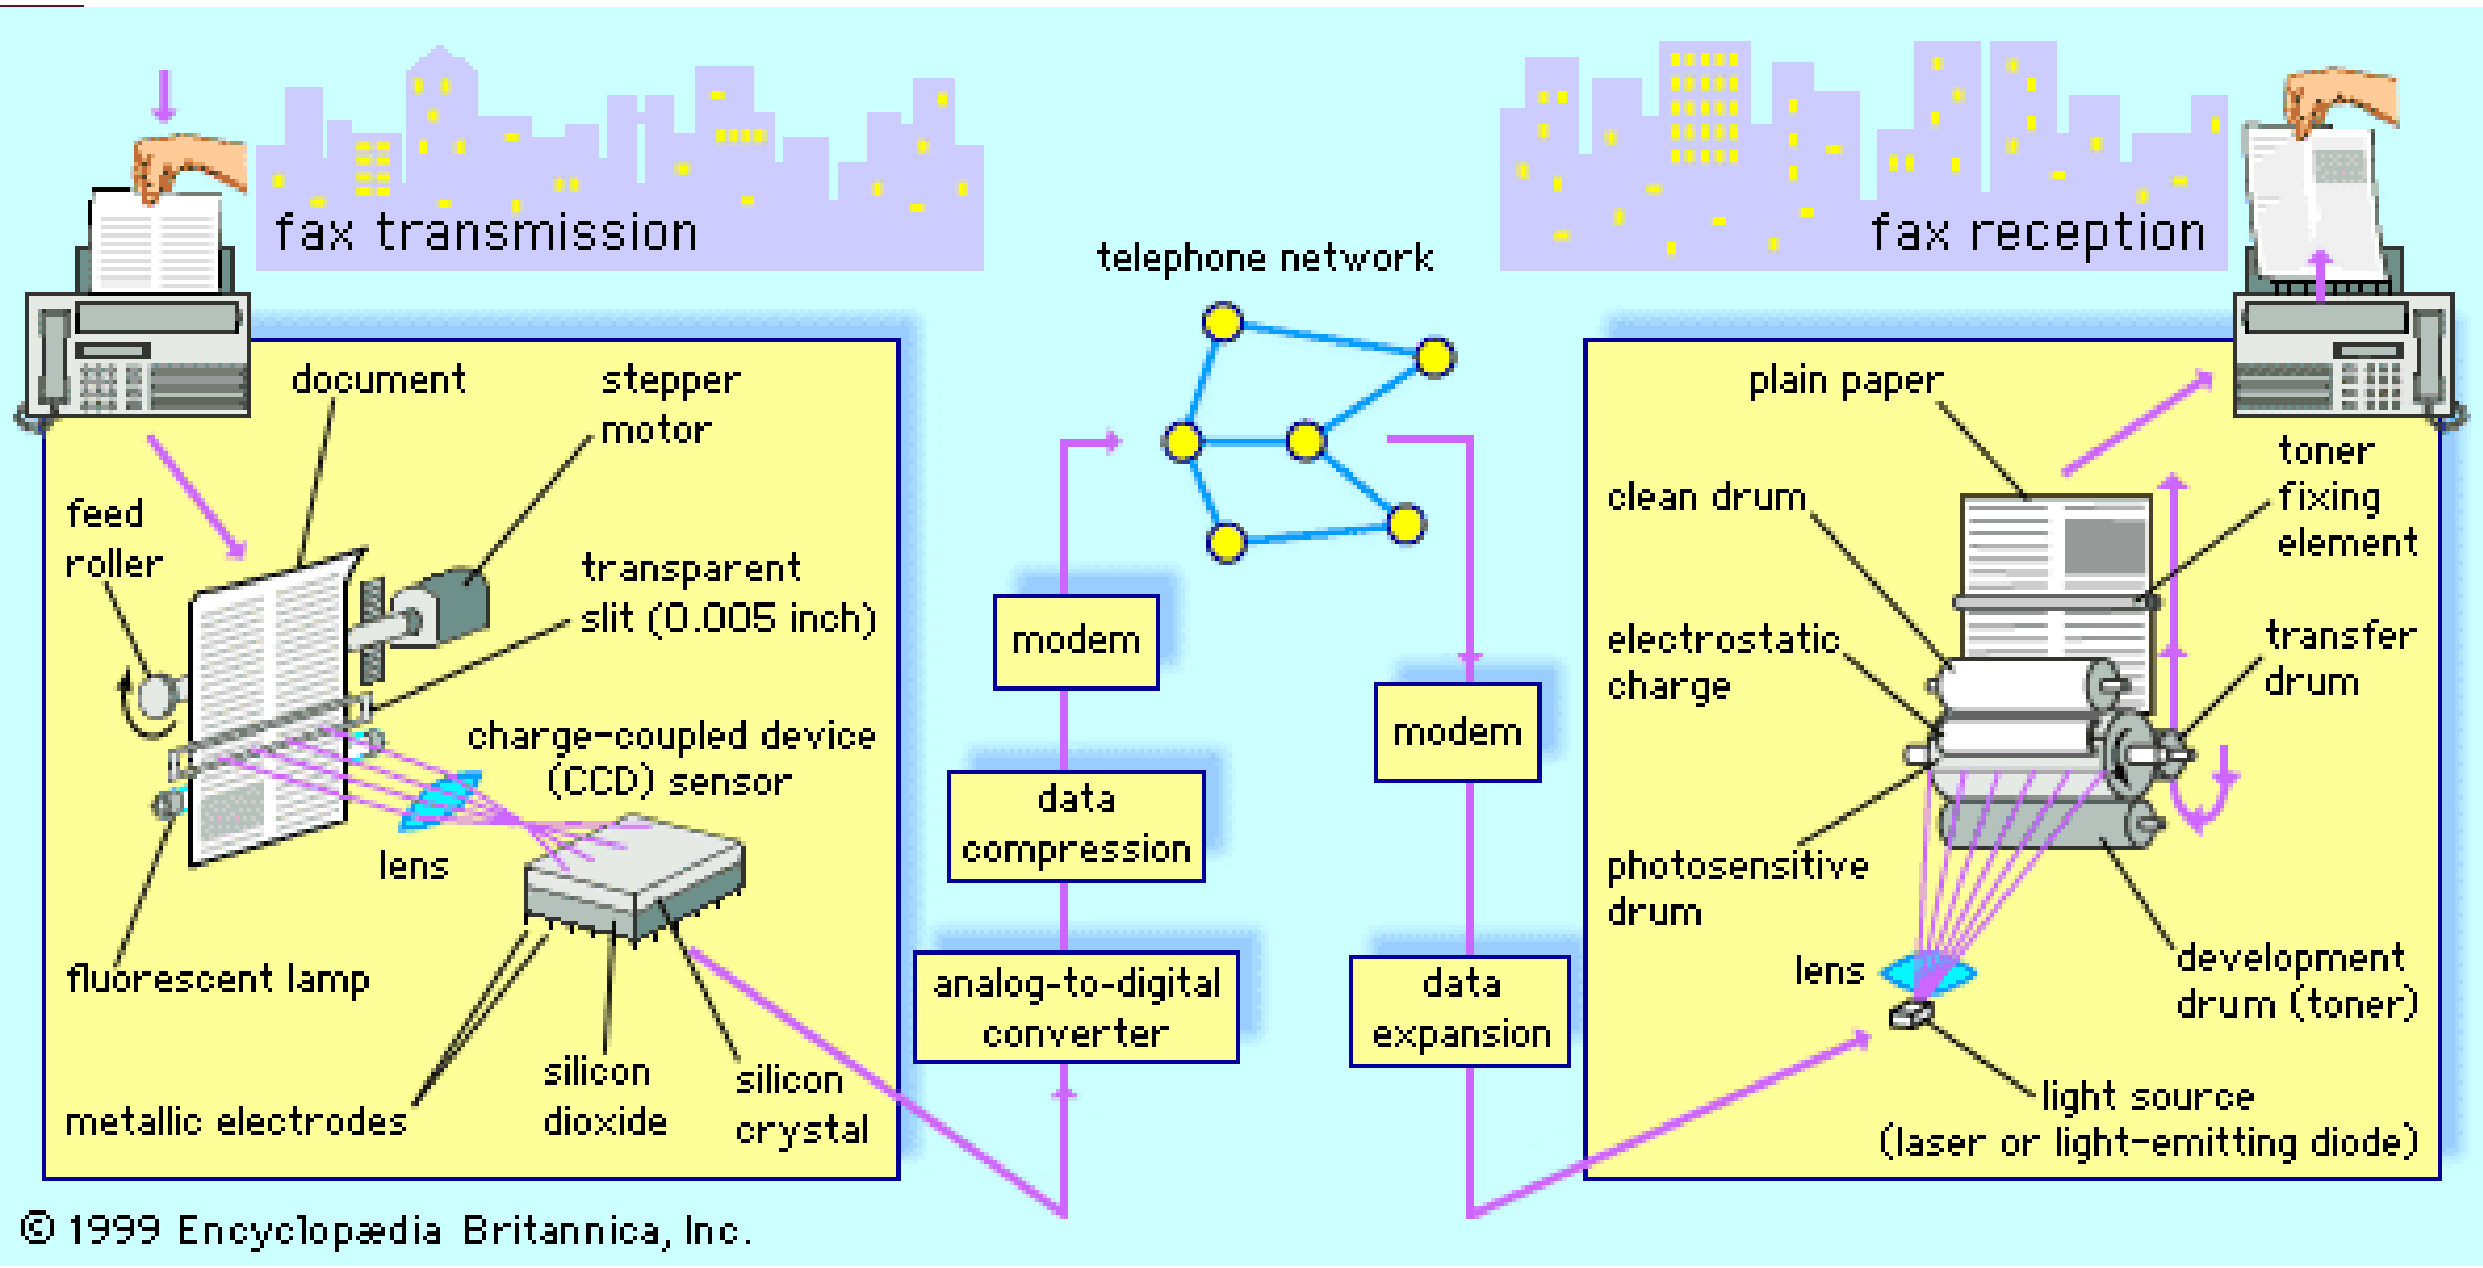 fax transmission
document
stepper
motor
feed
roller
transparent
slit (0.005 inch)
charge-coupled device
(CCD) sensor
lens
fluorescent lamp
metallic electrodes
silicon
dioxide
silicon
crystal
telephone network
modem
data
compression
analog-to-digital
converter
modem
data
expansion
fax reception
plain paper
toner
fixing
element
clean drum
electrostatic
charge
transfer
drum
photosensitive
drum
lens
development
drum (toner)
light source
(laser or light-emitting diode)
© 1999 Encyclopædia Britannica, Inc.